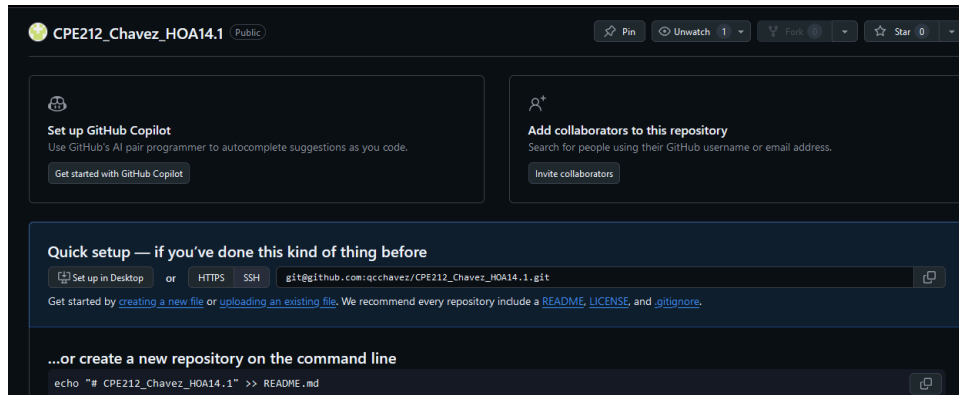 CPE212_Chavez_HOA14.1 Public Pin Unwatch 1 Fork 0 Star 0
Set up GitHub Copilot
Use GitHub's AI pair programmer to autocomplete suggestions as you code.
Get started with GitHub Copilot
Add collaborators to this repository
Search for people using their GitHub username or email address.
Invite collaborators
Quick setup — if you've done this kind of thing before
Set up in Desktop or HTTPS SSH git@github.com:qcchavez/CPE212_Chavez_HOA14.1.git
Get started by creating a new file or uploading an existing file. We recommend every repository include a README, LICENSE, and .gitignore.
...or create a new repository on the command line
echo "# CPE212_Chavez_HOA14.1" >> README.md